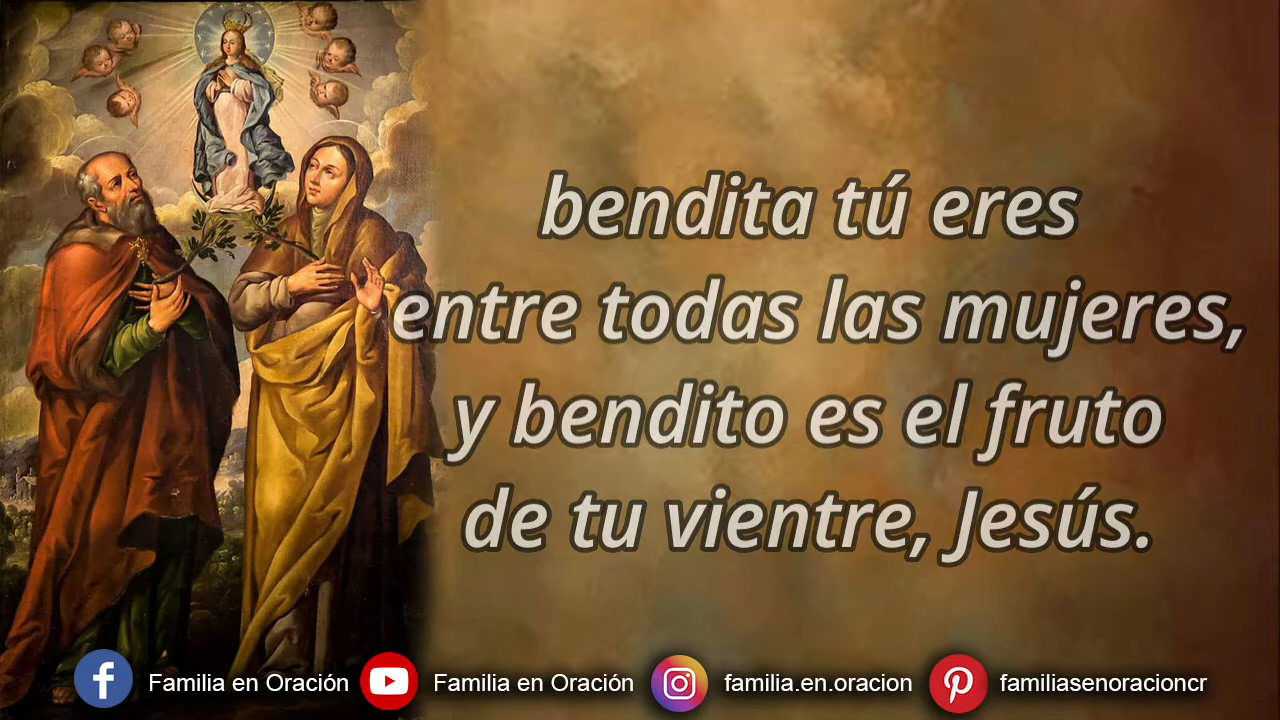 bendita tú eres
entre todas las mujeres,
y bendito es el fruto
de tu vientre, Jesús.
Familia en Oración
Familia en Oración
familia.en.oracion
familiasenoracioncr